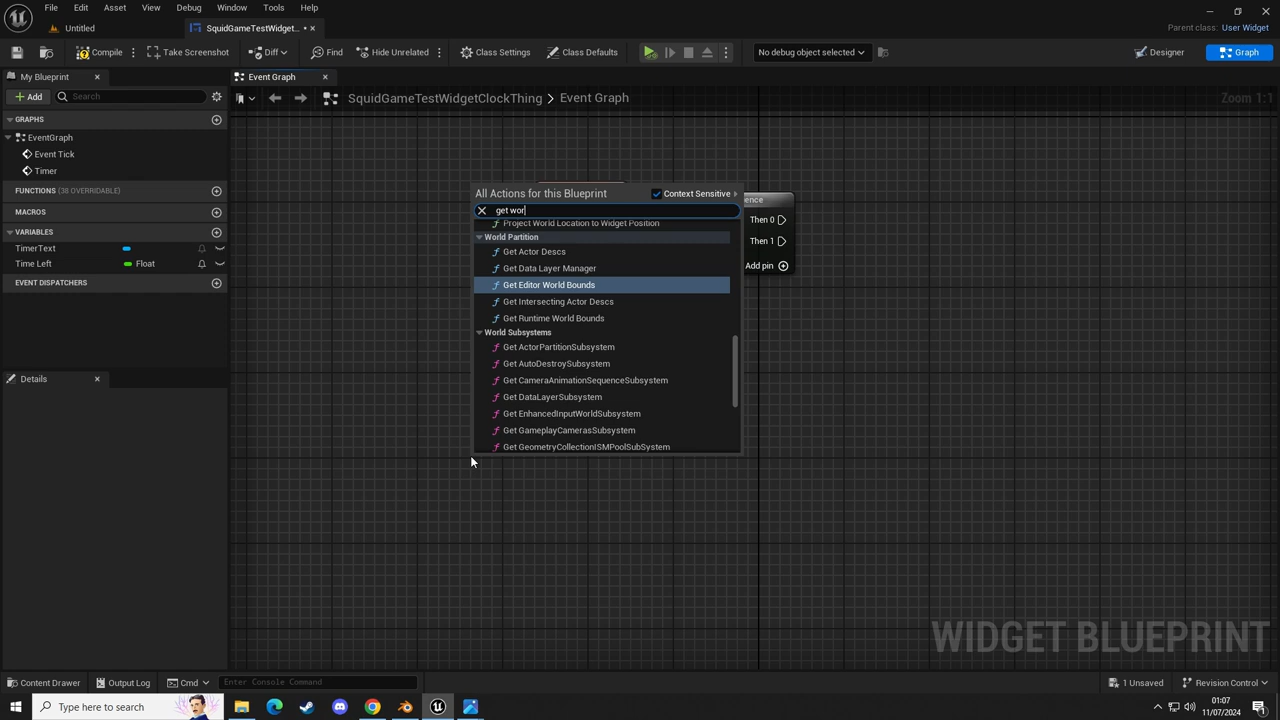 File Edit Asset View Debug Window Tools Help
Untitled
SquidGameTestWidget... •
Parent class: User Widget
Compile Take Screenshot Diff Find Hide Unrelated Class Settings Class Defaults No debug object selected Designer Graph
My Blueprint
Event Graph
Add Search
SquidGameTestWidgetClockThing > Event Graph
Zoom 1:1
GRAPHS
EventGraph
Event Tick
Timer
FUNCTIONS (38 OVERRIDABLE)
MACROS
VARIABLES
TimerText
Time Left Float
EVENT DISPATCHERS
Details
All Actions for this Blueprint Context Sensitive
get wor
Project World Location to Widget Position
World Partition
Get Actor Descs
Get Data Layer Manager
Get Editor World Bounds
Get Intersecting Actor Descs
Get Runtime World Bounds
World Subsystems
Get ActorPartitionSubsystem
Get AutoDestroySubsystem
Get CameraAnimationSequenceSubsystem
Get DataLayerSubsystem
Get EnhancedInputWorldSubsystem
Get GameplayCamerasSubsystem
Get GeometryCollectionISMPoolSubSystem
ence
Then 0
Then 1
Add pin
WIDGET BLUEPRINT
Content Drawer Output Log Cmd Enter Console Command 1 Unsaved Revision Control
Type here to search
01:07
11/07/2024